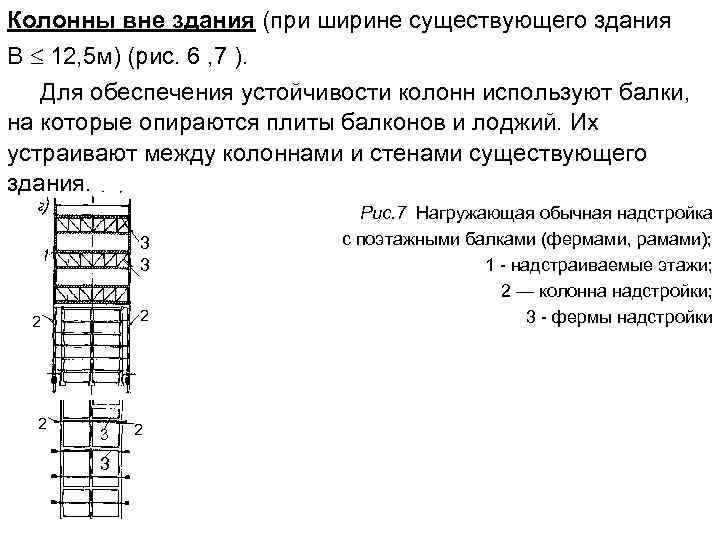 Колонны вне здания (при ширине существующего здания
В ≤ 12,5м) (рис. 6 ,7 ).
Для обеспечения устойчивости колонн используют балки,
на которые опираются плиты балконов и лоджий. Их
устраивают между колоннами и стенами существующего
здания.
Рис.7 Нагружающая обычная надстройка
с поэтажными балками (фермами, рамами);
1 - надстраиваемые этажи;
2 — колонна надстройки;
3 - фермы надстройки
г)
3
1
3
2
2
2
3
2
3